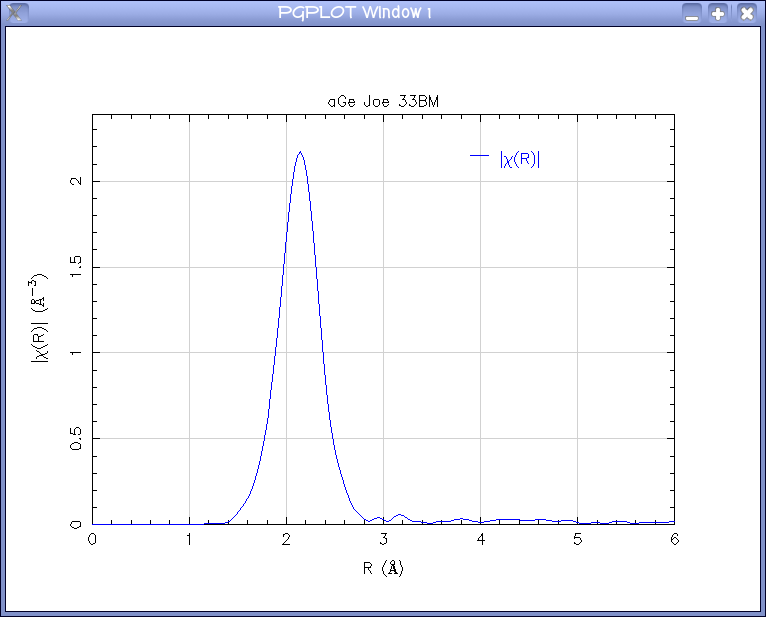 PGPLOT Window 1
aGe Joe 33BM
|χ(R)|
2
1.5
1
0.5
0
|χ(R)| (Å⁻³)
0 1 2 3 4 5 6
R (Å)